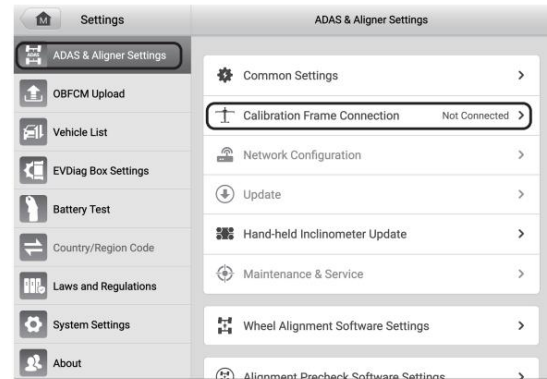 M
Settings
ADAS & Aligner Settings
ADAS
ADAS & Aligner Settings
OBFCM Upload
Vehicle List
EVDiag Box Settings
Battery Test
Country/Region Code
Laws and Regulations
System Settings
About
Common Settings
Calibration Frame Connection Not Connected
Network Configuration
Update
Hand-held Inclinometer Update
Maintenance & Service
Wheel Alignment Software Settings
Alignment Precheck Software Settings